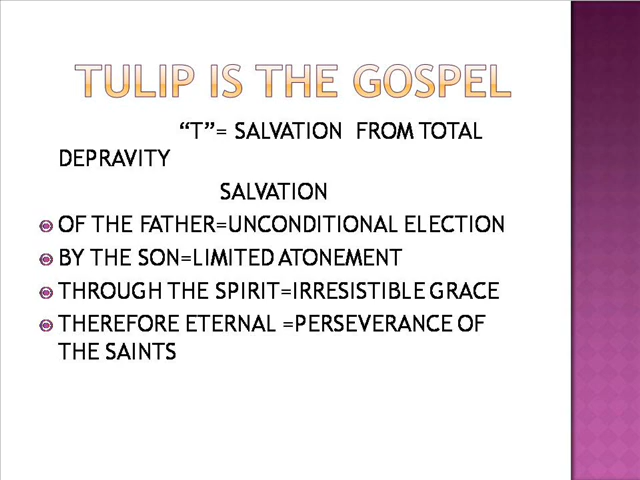 TULIP IS THE GOSPEL
“T”= SALVATION FROM TOTAL
DEPRAVITY
SALVATION
OF THE FATHER=UNCONDITIONAL ELECTION
BY THE SON=LIMITED ATONEMENT
THROUGH THE SPIRIT=IRRESISTIBLE GRACE
THEREFORE ETERNAL =PERSEVERANCE OF
THE SAINTS